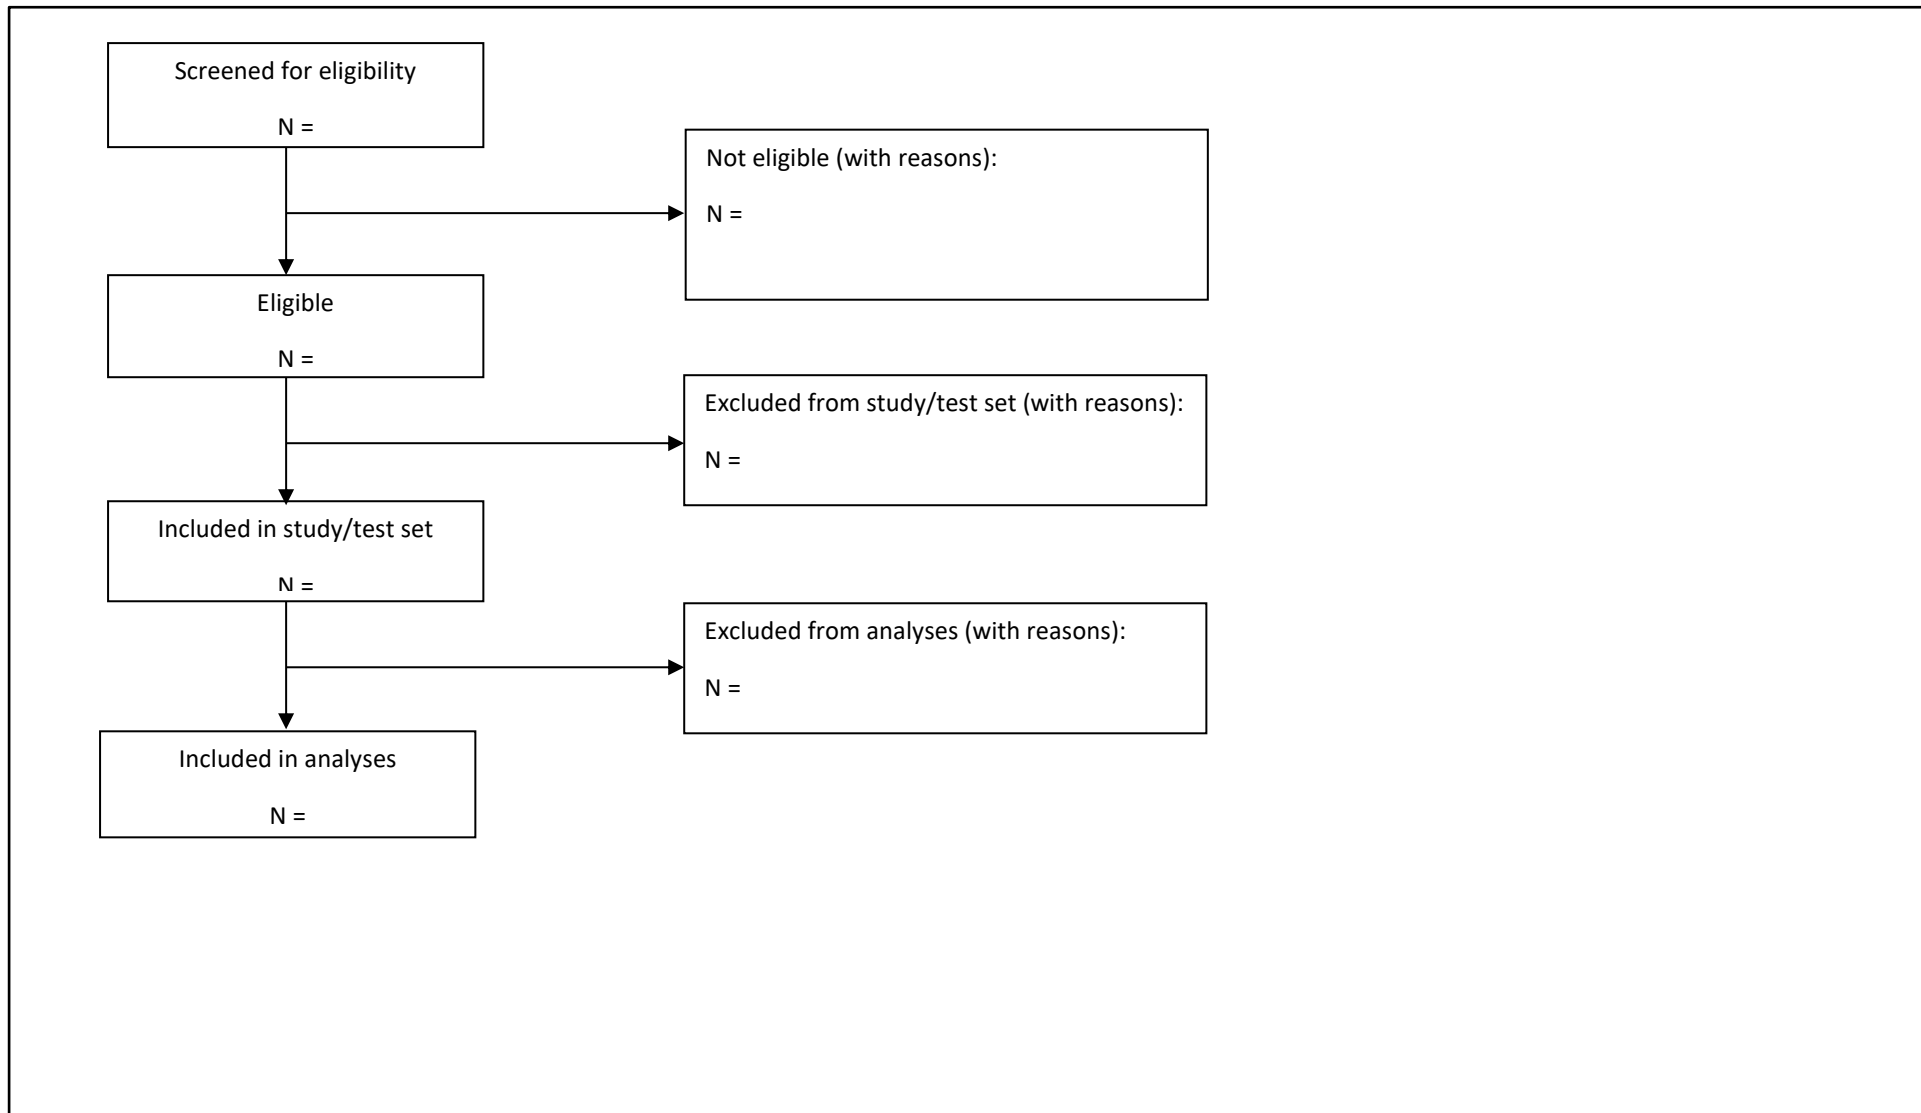 Screened for eligibility
N =
Not eligible (with reasons):
N =
Eligible
N =
Excluded from study/test set (with reasons):
N =
Included in study/test set
N =
Excluded from analyses (with reasons):
N =
Included in analyses
N =